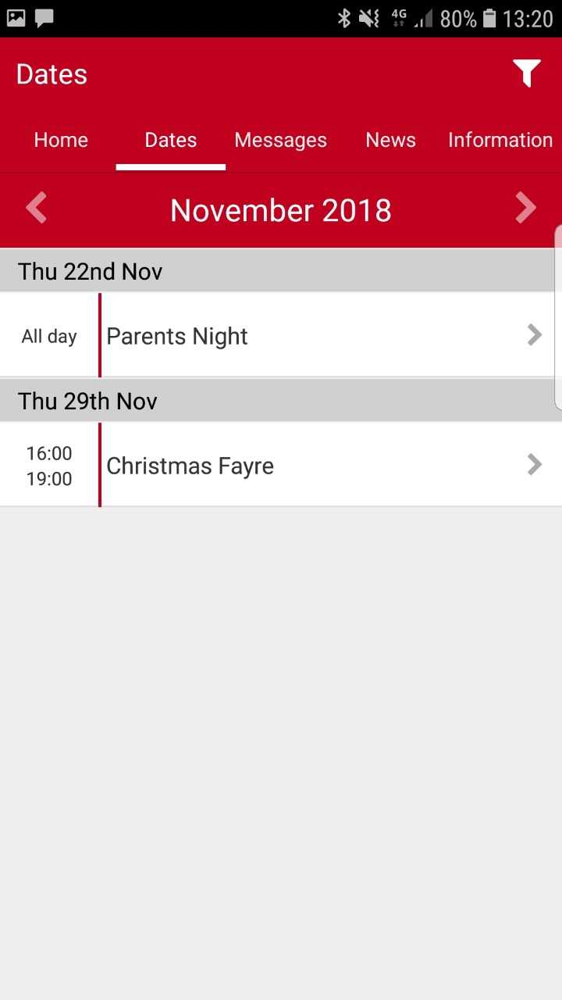 4G 80% 13:20
Dates
Home Dates Messages News Information
November 2018
Thu 22nd Nov
All day Parents Night
Thu 29th Nov
16:00
19:00
Christmas Fayre